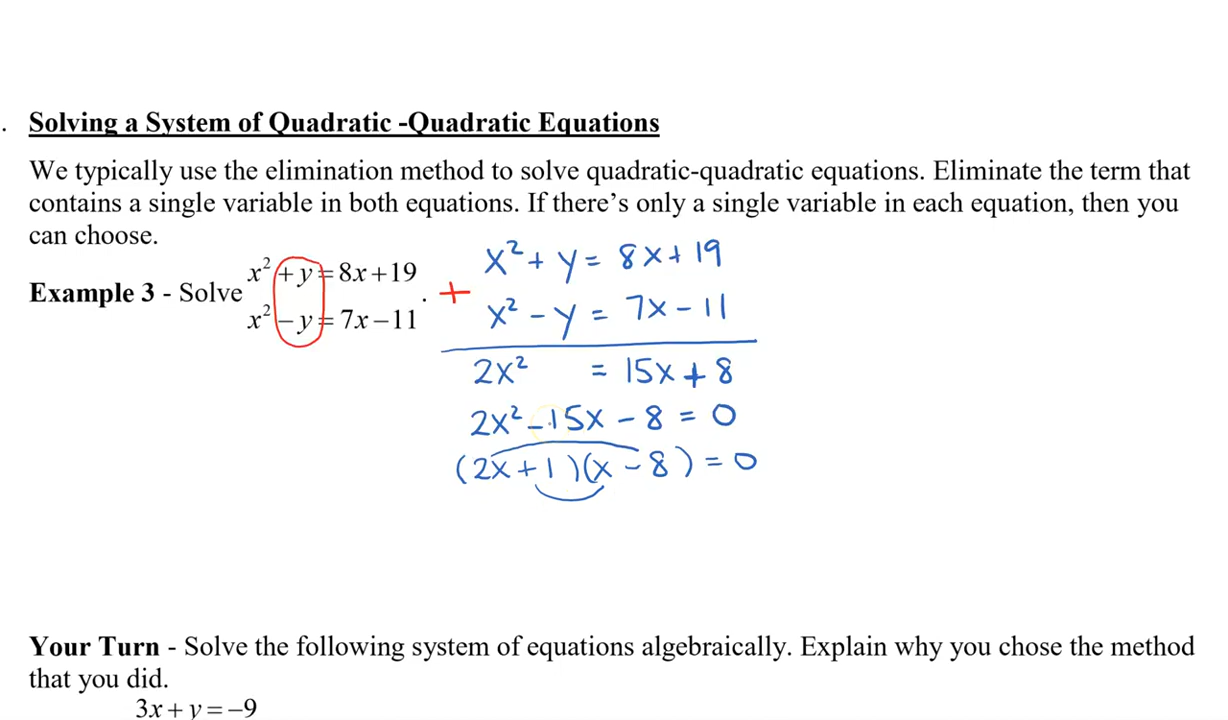 . Solving a System of Quadratic -Quadratic Equations
We typically use the elimination method to solve quadratic-quadratic equations. Eliminate the term that
contains a single variable in both equations. If there's only a single variable in each equation, then you
can choose.
Example 3 - Solve
x² + y = 8x + 19
x² − y = 7x − 11
.
x² + y = 8x + 19
+
x² − y = 7x − 11
2x² = 15x + 8
2x² − 15x − 8 = 0
(2x + 1)(x − 8) = 0
Your Turn - Solve the following system of equations algebraically. Explain why you chose the method
that you did.
3x + y = −9